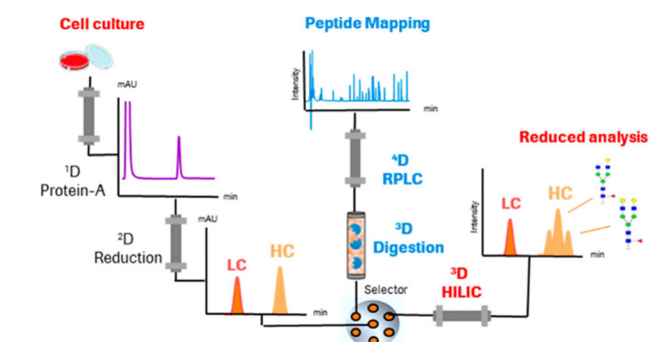 Cell culture
Peptide Mapping
mAU
Intensity
min
Reduced analysis
¹D
Protein-A
min
⁴D
RPLC
Intensity
LC
HC
min
²D
Reduction
mAU
LC
HC
min
³D
Digestion
Selector
³D
HILIC